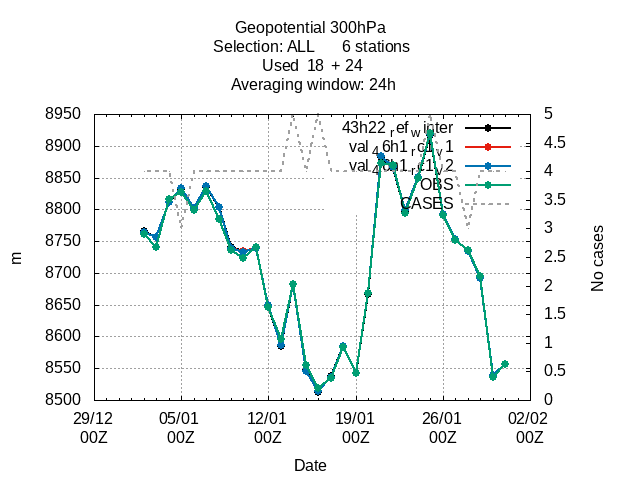 Geopotential 300hPa
Selection: ALL 6 stations
Used 18 + 24
Averaging window: 24h
8950
8900
8850
8800
8750
8700
8650
8600
8550
8500
m
5
4.5
4
3.5
3
2.5
2
1.5
1
0.5
0
No cases
43h22refwinter
val46h1rc1v1
val46h1rc1v2
OBS
CASES
29/12 05/01 12/01 19/01 26/01 02/02
00Z 00Z 00Z 00Z 00Z 00Z
Date